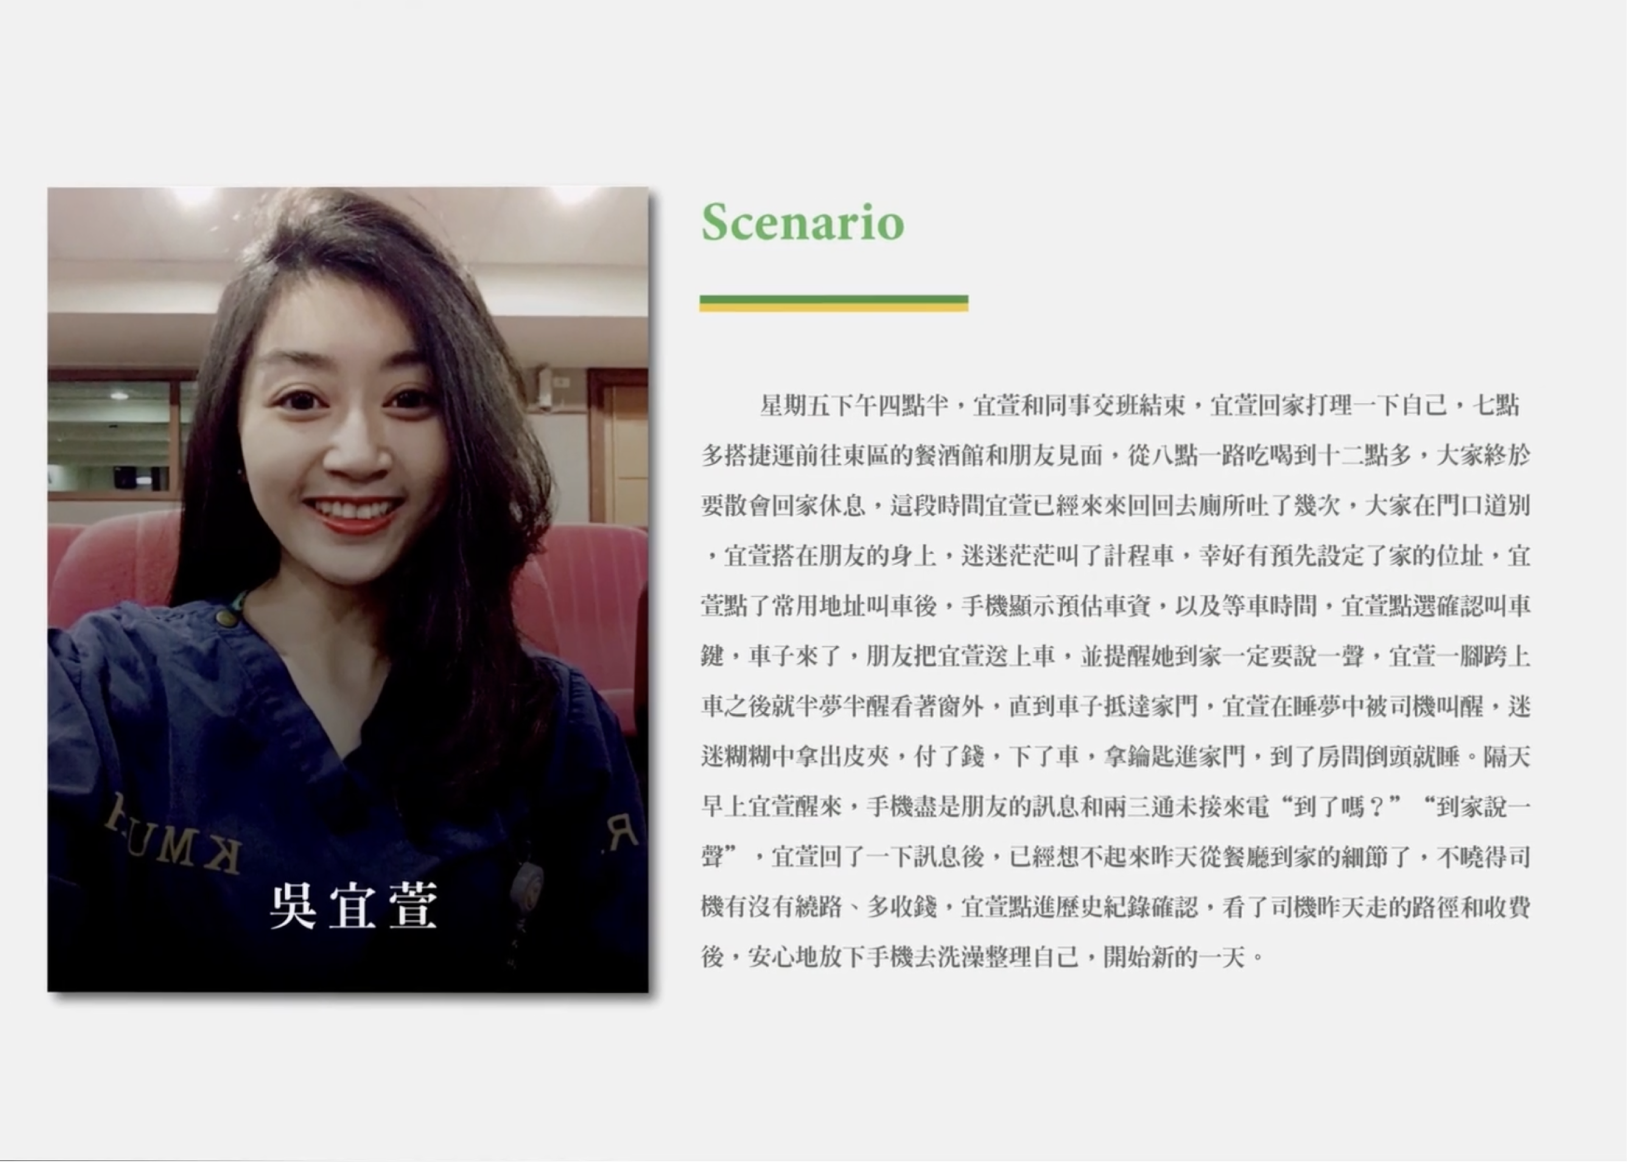 Scenario
星期五下午四點半，宜萱和同事交班結束，宜萱回家打理一下自己，七點
多搭捷運前往東區的餐酒館和朋友見面，從八點一路吃喝到十二點多，大家終於
要散會回家休息，這段時間宜萱已經來來回回去廁所吐了幾次，大家在門口道別
，宜萱搭在朋友的身上，迷迷茫茫叫了計程車，幸好有預先設定了家的位址，宜
萱點了常用地址叫車後，手機顯示預估車資，以及等車時間，宜萱點選確認叫車
鍵，車子來了，朋友把宜萱送上車，並提醒她到家一定要說一聲，宜萱一腳跨上
車之後就半夢半醒看著窗外，直到車子抵達家門，宜萱在睡夢中被司機叫醒，迷
迷糊糊中拿出皮夾，付了錢，下了車，拿鑰匙進家門，到了房間倒頭就睡。隔天
早上宜萱醒來，手機盡是朋友的訊息和兩三通未接來電“到了嗎？” “到家說一
聲” ，宜萱回了一下訊息後，已經想不起來昨天從餐廳到家的細節了，不曉得司
機有沒有繞路、多收錢，宜萱點進歷史紀錄確認，看了司機昨天走的路徑和收費
後，安心地放下手機去洗澡整理自己，開始新的一天。
KMUH
R.
吳宜萱